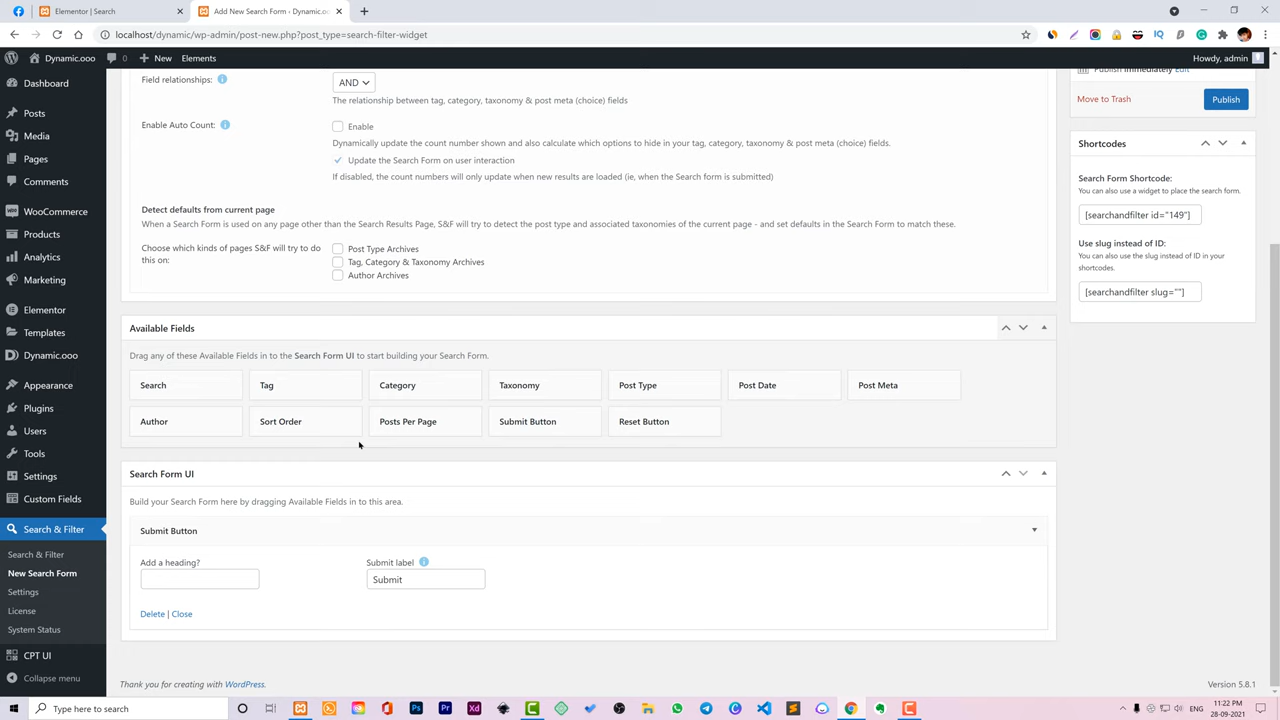 Elementor | Search
Add New Search Form ‹ Dynamic.oo
localhost/dynamic/wp-admin/post-new.php?post_type=search-filter-widget
Dynamic.ooo
0
New
Elements
Howdy, admin
Dashboard
Posts
Media
Pages
Comments
WooCommerce
Products
Analytics
Marketing
Elementor
Templates
Dynamic.ooo
Appearance
Plugins
Users
Tools
Settings
Custom Fields
Search & Filter
Search & Filter
New Search Form
Settings
License
System Status
CPT UI
Collapse menu
Field relationships:
AND
The relationship between tag, category, taxonomy & post meta (choice) fields
Enable Auto Count:
Enable
Dynamically update the count number shown and also calculate which options to hide in your tag, category, taxonomy & post meta (choice) fields.
Update the Search Form on user interaction
If disabled, the count numbers will only update when new results are loaded (ie, when the Search form is submitted)
Detect defaults from current page
When a Search Form is used on any page other than the Search Results Page, S&F will try to detect the post type and associated taxonomies of the current page - and set defaults in the Search Form to match these.
Choose which kinds of pages S&F will try to do
this on:
Post Type Archives
Tag, Category & Taxonomy Archives
Author Archives
Available Fields
Drag any of these Available Fields in to the Search Form UI to start building your Search Form.
Search
Tag
Category
Taxonomy
Post Type
Post Date
Post Meta
Author
Sort Order
Posts Per Page
Submit Button
Reset Button
Search Form UI
Build your Search Form here by dragging Available Fields in to this area.
Submit Button
Add a heading?
Submit label
Submit
Delete | Close
Thank you for creating with WordPress.
Version 5.8.1
Publish immediately Edit
Move to Trash
Publish
Shortcodes
Search Form Shortcode:
You can also use a widget to place the search form.
[searchandfilter id="149"]
Use slug instead of ID:
You can also use the slug instead of ID in your
shortcodes.
[searchandfilter slug=""]
Type here to search
ENG
11:22 PM
28-09-2021